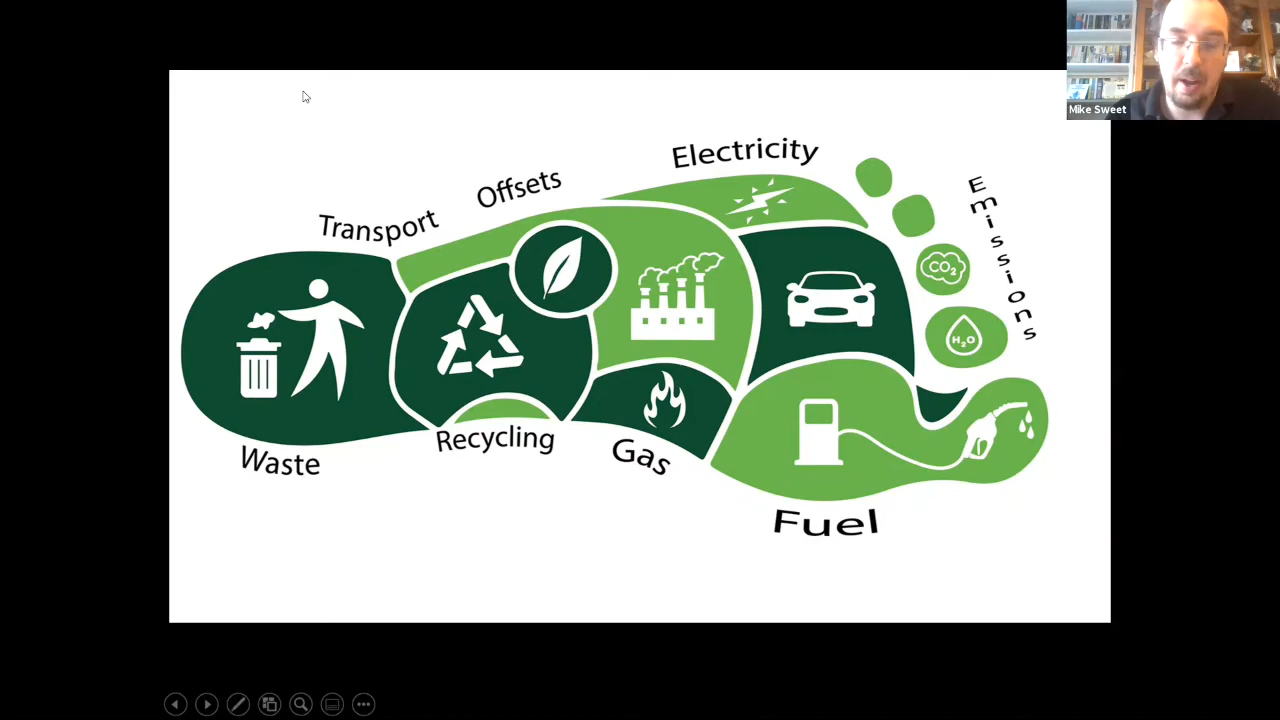 Mike Sweet
Electricity
Offsets
Transport
Emissions
CO₂
H₂O
Recycling
Waste
Gas
Fuel